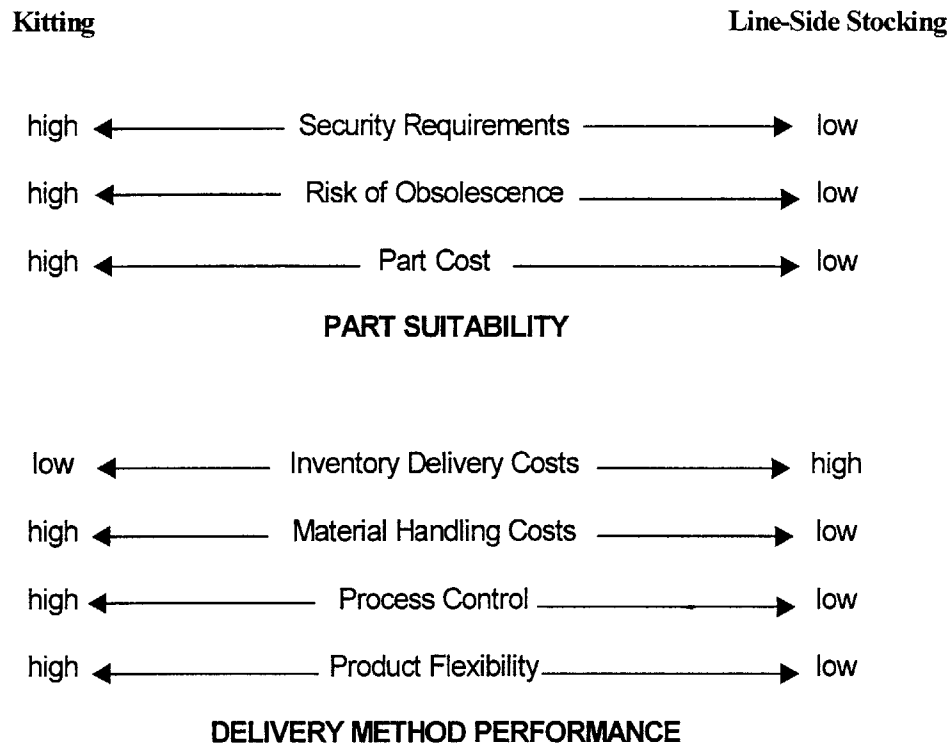 Kitting Line-Side Stocking
high Security Requirements low
high Risk of Obsolescence low
high Part Cost low
PART SUITABILITY
low Inventory Delivery Costs high
high Material Handling Costs low
high Process Control low
high Product Flexibility low
DELIVERY METHOD PERFORMANCE